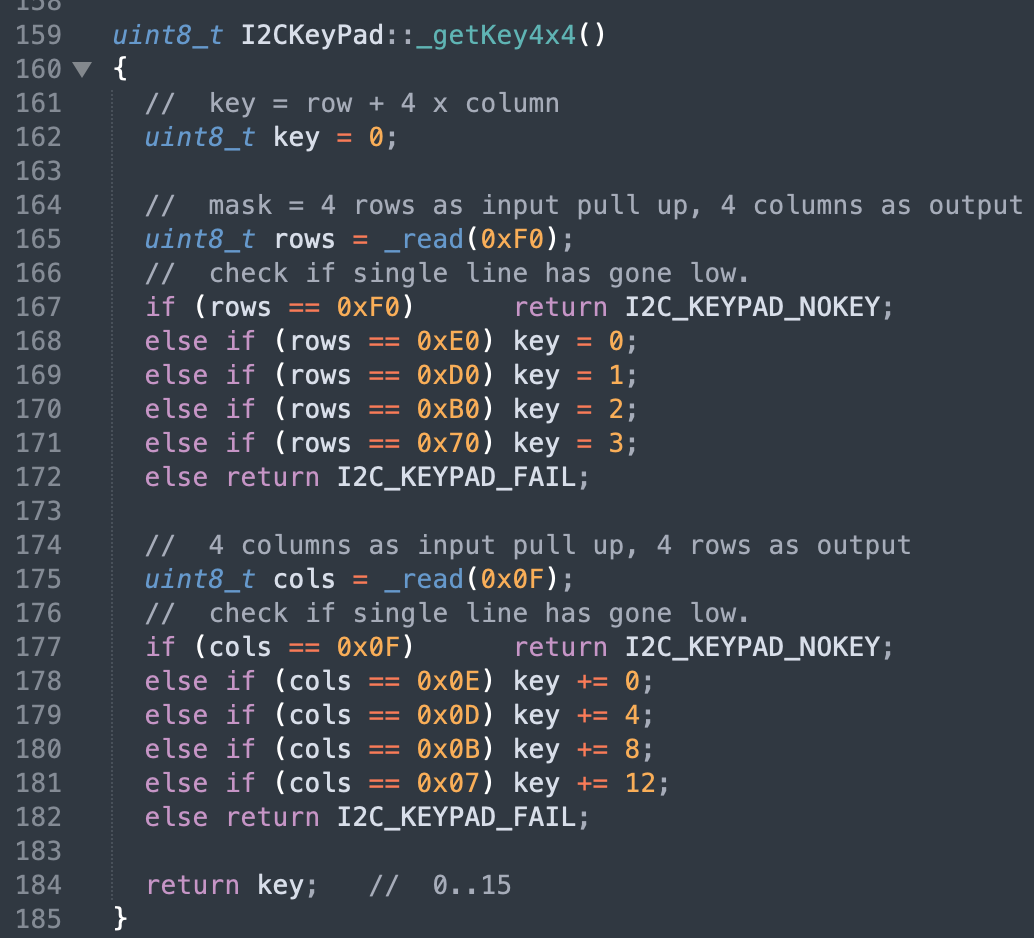 158
159 uint8_t I2CKeyPad::_getKey4x4()
160 ▼ {
161 //  key = row + 4 x column
162 uint8_t key = 0;
163
164 //  mask = 4 rows as input pull up, 4 columns as output
165 uint8_t rows = _read(0xF0);
166 //  check if single line has gone low.
167 if (rows == 0xF0)      return I2C_KEYPAD_NOKEY;
168 else if (rows == 0xE0) key = 0;
169 else if (rows == 0xD0) key = 1;
170 else if (rows == 0xB0) key = 2;
171 else if (rows == 0x70) key = 3;
172 else return I2C_KEYPAD_FAIL;
173
174 //  4 columns as input pull up, 4 rows as output
175 uint8_t cols = _read(0x0F);
176 //  check if single line has gone low.
177 if (cols == 0x0F)      return I2C_KEYPAD_NOKEY;
178 else if (cols == 0x0E) key += 0;
179 else if (cols == 0x0D) key += 4;
180 else if (cols == 0x0B) key += 8;
181 else if (cols == 0x07) key += 12;
182 else return I2C_KEYPAD_FAIL;
183
184 return key;   //  0..15
185 }